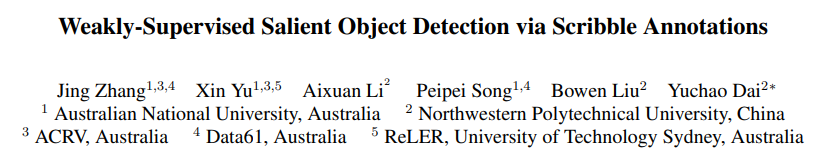 Weakly-Supervised Salient Object Detection via Scribble Annotations
Jing Zhang1,3,4 Xin Yu1,3,5 Aixuan Li2 Peipei Song1,4 Bowen Liu2 Yuchao Dai2*
1 Australian National University, Australia 2 Northwestern Polytechnical University, China
3 ACRV, Australia 4 Data61, Australia 5 ReLER, University of Technology Sydney, Australia